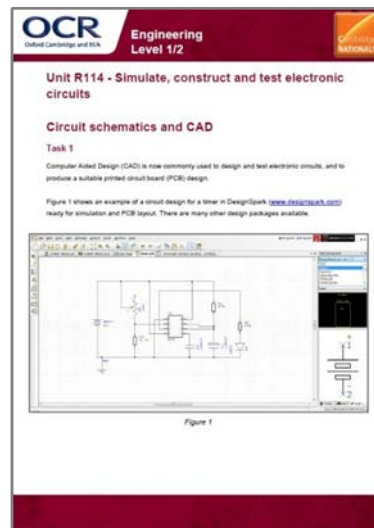 OCR
Oxford Cambridge and RSA
Engineering
Level 1/2
Cambridge
NATIONALS
Unit R114 - Simulate, construct and test electronic
circuits
Circuit schematics and CAD
Task 1
Computer Aided Design (CAD) is now commonly used to design and test electronic circuits, and to
produce a suitable printed circuit board (PCB) design.
Figure 1 shows an example of a circuit design for a timer in DesignSpark (www.designspark.com)
ready for simulation and PCB layout. There are many other design packages available.
Figure 1